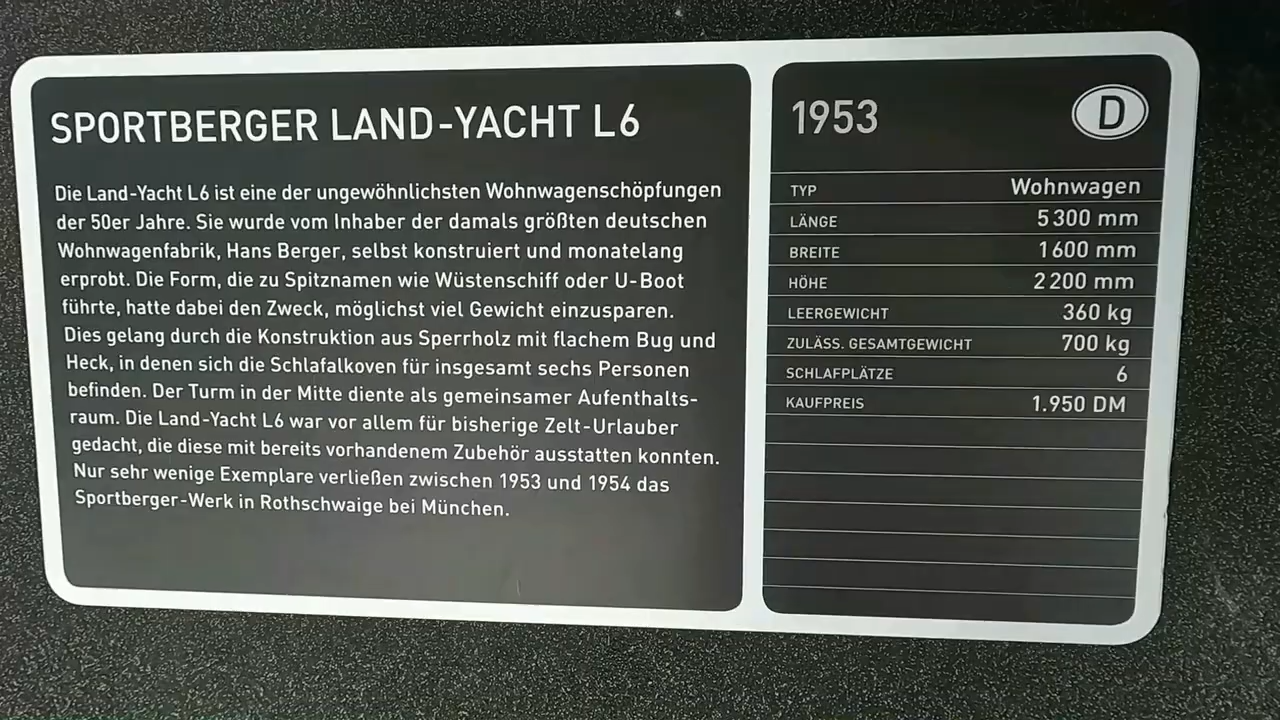 SPORTBERGER LAND-YACHT L6
Die Land-Yacht L6 ist eine der ungewöhnlichsten Wohnwagenschöpfungen
der 50er Jahre. Sie wurde vom Inhaber der damals größten deutschen
Wohnwagenfabrik, Hans Berger, selbst konstruiert und monatelang
erprobt. Die Form, die zu Spitznamen wie Wüstenschiff oder U-Boot
führte, hatte dabei den Zweck, möglichst viel Gewicht einzusparen.
Dies gelang durch die Konstruktion aus Sperrholz mit flachem Bug und
Heck, in denen sich die Schlafalkoven für insgesamt sechs Personen
befinden. Der Turm in der Mitte diente als gemeinsamer Aufenthalts-
raum. Die Land-Yacht L6 war vor allem für bisherige Zelt-Urlauber
gedacht, die diese mit bereits vorhandenem Zubehör ausstatten konnten.
Nur sehr wenige Exemplare verließen zwischen 1953 und 1954 das
Sportberger-Werk in Rothschwaige bei München.
1953 D
TYP Wohnwagen
LÄNGE 5300 mm
BREITE 1600 mm
HÖHE 2200 mm
LEERGEWICHT 360 kg
ZULÄSS. GESAMTGEWICHT 700 kg
SCHLAFPLÄTZE 6
KAUFPREIS 1.950 DM